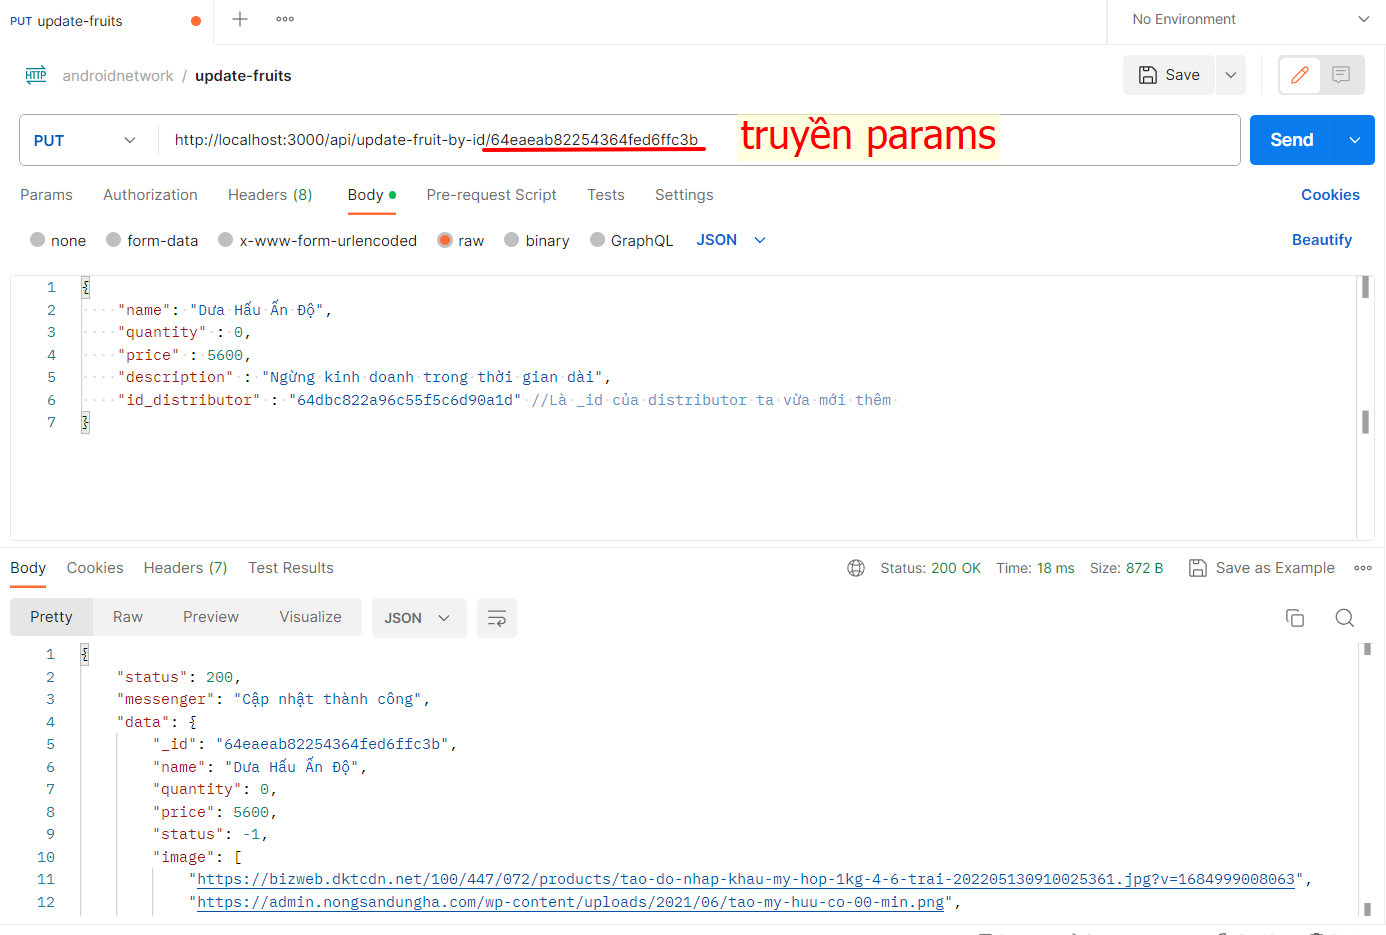 PUT update-fruits
No Environment
androidnetwork / update-fruits
Save
PUT
http://localhost:3000/api/update-fruit-by-id/64eaeab82254364fed6ffc3b
truyền params
Send
Params Authorization Headers (8) Body Pre-request Script Tests Settings Cookies
none form-data x-www-form-urlencoded raw binary GraphQL JSON Beautify
1 {
2 "name": "Dưa Hấu Ấn Độ",
3 "quantity" : 0,
4 "price" : 5600,
5 "description" : "Ngừng kinh doanh trong thời gian dài",
6 "id_distributor" : "64dbc822a96c55f5c6d90a1d" //Là _id của distributor ta vừa mới thêm
7 }
Body Cookies Headers (7) Test Results Status: 200 OK Time: 18 ms Size: 872 B Save as Example
Pretty Raw Preview Visualize JSON
1 {
2 "status": 200,
3 "messenger": "Cập nhật thành công",
4 "data": {
5 "_id": "64eaeab82254364fed6ffc3b",
6 "name": "Dưa Hấu Ấn Độ",
7 "quantity": 0,
8 "price": 5600,
9 "status": -1,
10 "image": [
11 "https://bizweb.dktcdn.net/100/447/072/products/tao-do-nhap-khau-my-hop-1kg-4-6-trai-202205130910025361.jpg?v=1684999008063",
12 "https://admin.nongsandungha.com/wp-content/uploads/2021/06/tao-my-huu-co-00-min.png",